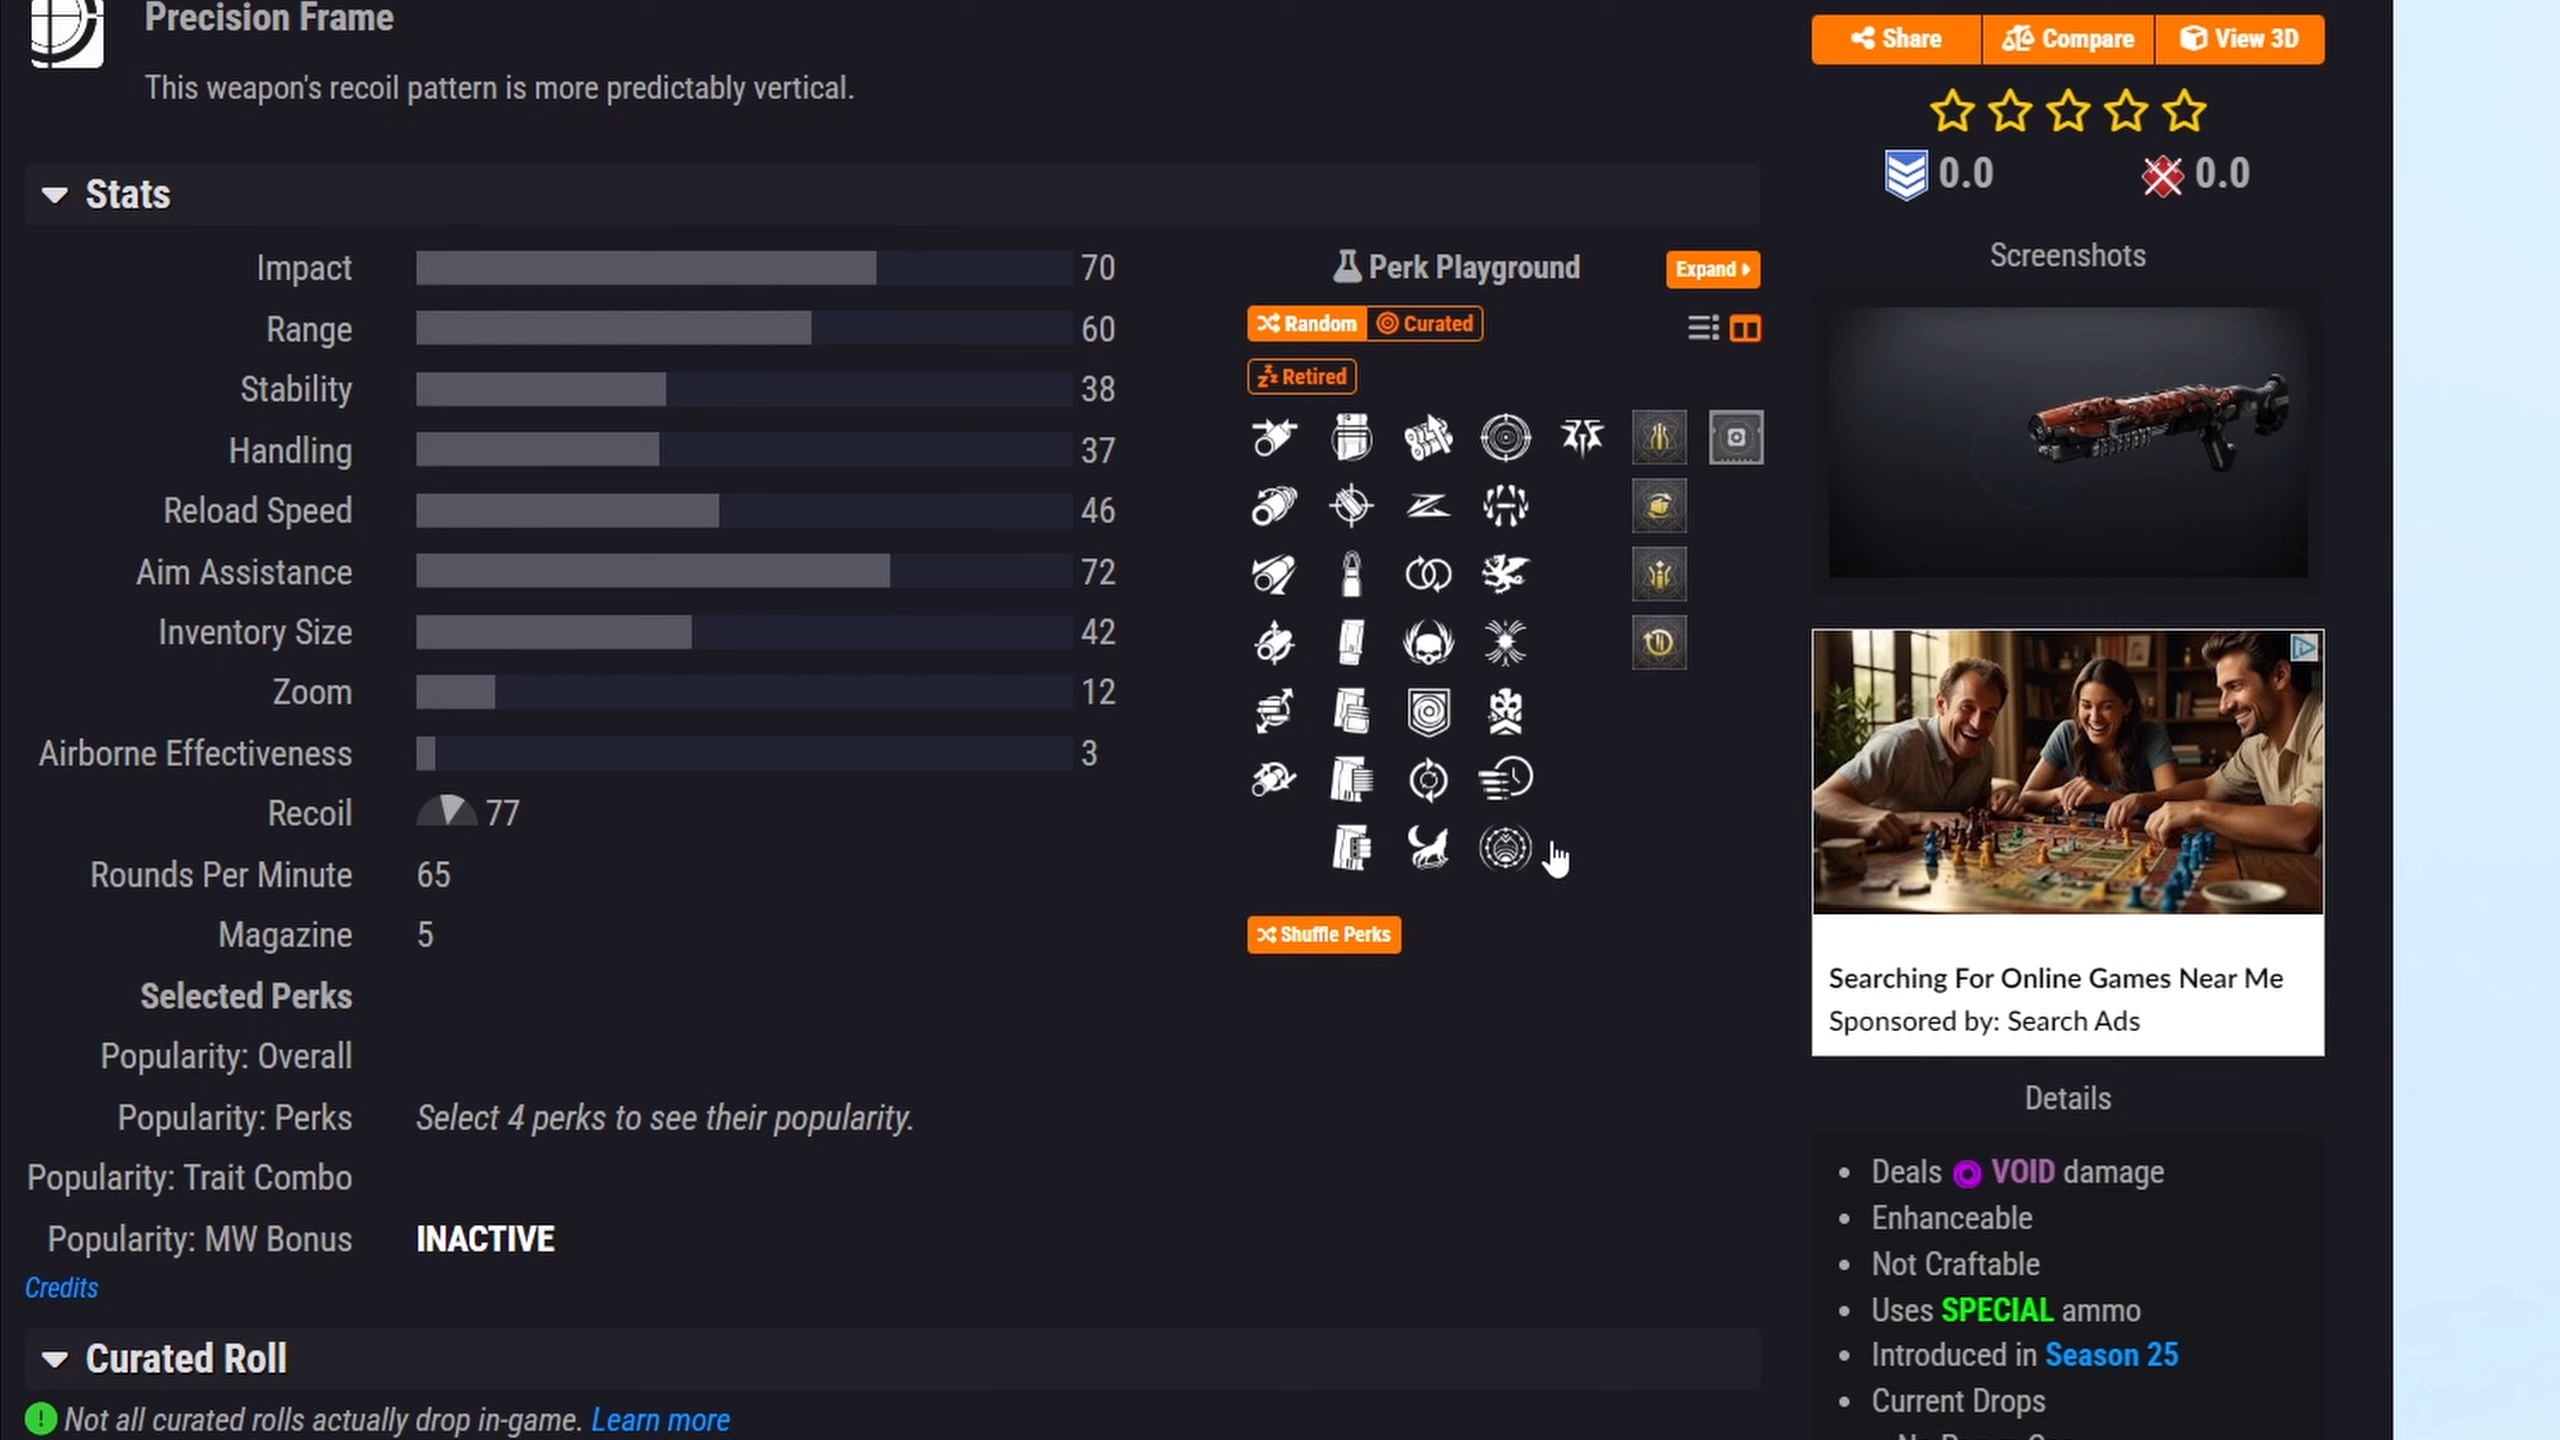 Precision Frame
This weapon's recoil pattern is more predictably vertical.
Stats
Impact 70
Range 60
Stability 38
Handling 37
Reload Speed 46
Aim Assistance 72
Inventory Size 42
Zoom 12
Airborne Effectiveness 3
Recoil 77
Rounds Per Minute 65
Magazine 5
Selected Perks
Popularity: Overall
Popularity: Perks Select 4 perks to see their popularity.
Popularity: Trait Combo
Popularity: MW Bonus INACTIVE
Credits
Curated Roll
Not all curated rolls actually drop in-game. Learn more
Perk Playground
Expand
Random Curated
Retired
Shuffle Perks
Share Compare View 3D
0.0 0.0
Screenshots
Searching For Online Games Near Me
Sponsored by: Search Ads
Details
Deals VOID damage
Enhanceable
Not Craftable
Uses SPECIAL ammo
Introduced in Season 25
Current Drops